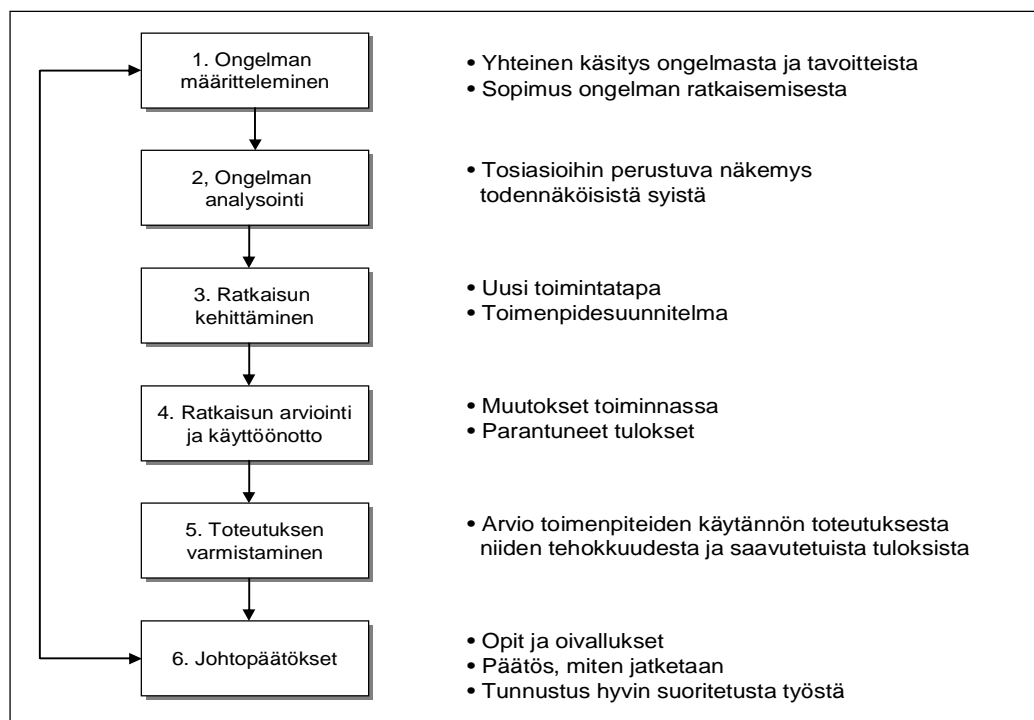 1. Ongelman
määritteleminen
• Yhteinen käsitys ongelmasta ja tavoitteista
• Sopimus ongelman ratkaisemisesta
2, Ongelman
analysointi
• Tosiasioihin perustuva näkemys
todennäköisistä syistä
3. Ratkaisun
kehittäminen
• Uusi toimintatapa
• Toimenpidesuunnitelma
4. Ratkaisun arviointi
ja käyttöönotto
• Muutokset toiminnassa
• Parantuneet tulokset
5. Toteutuksen
varmistaminen
• Arvio toimenpiteiden käytännön toteutuksesta
niiden tehokkuudesta ja saavutetuista tuloksista
6. Johtopäätökset
• Opit ja oivallukset
• Päätös, miten jatketaan
• Tunnustus hyvin suoritetusta työstä